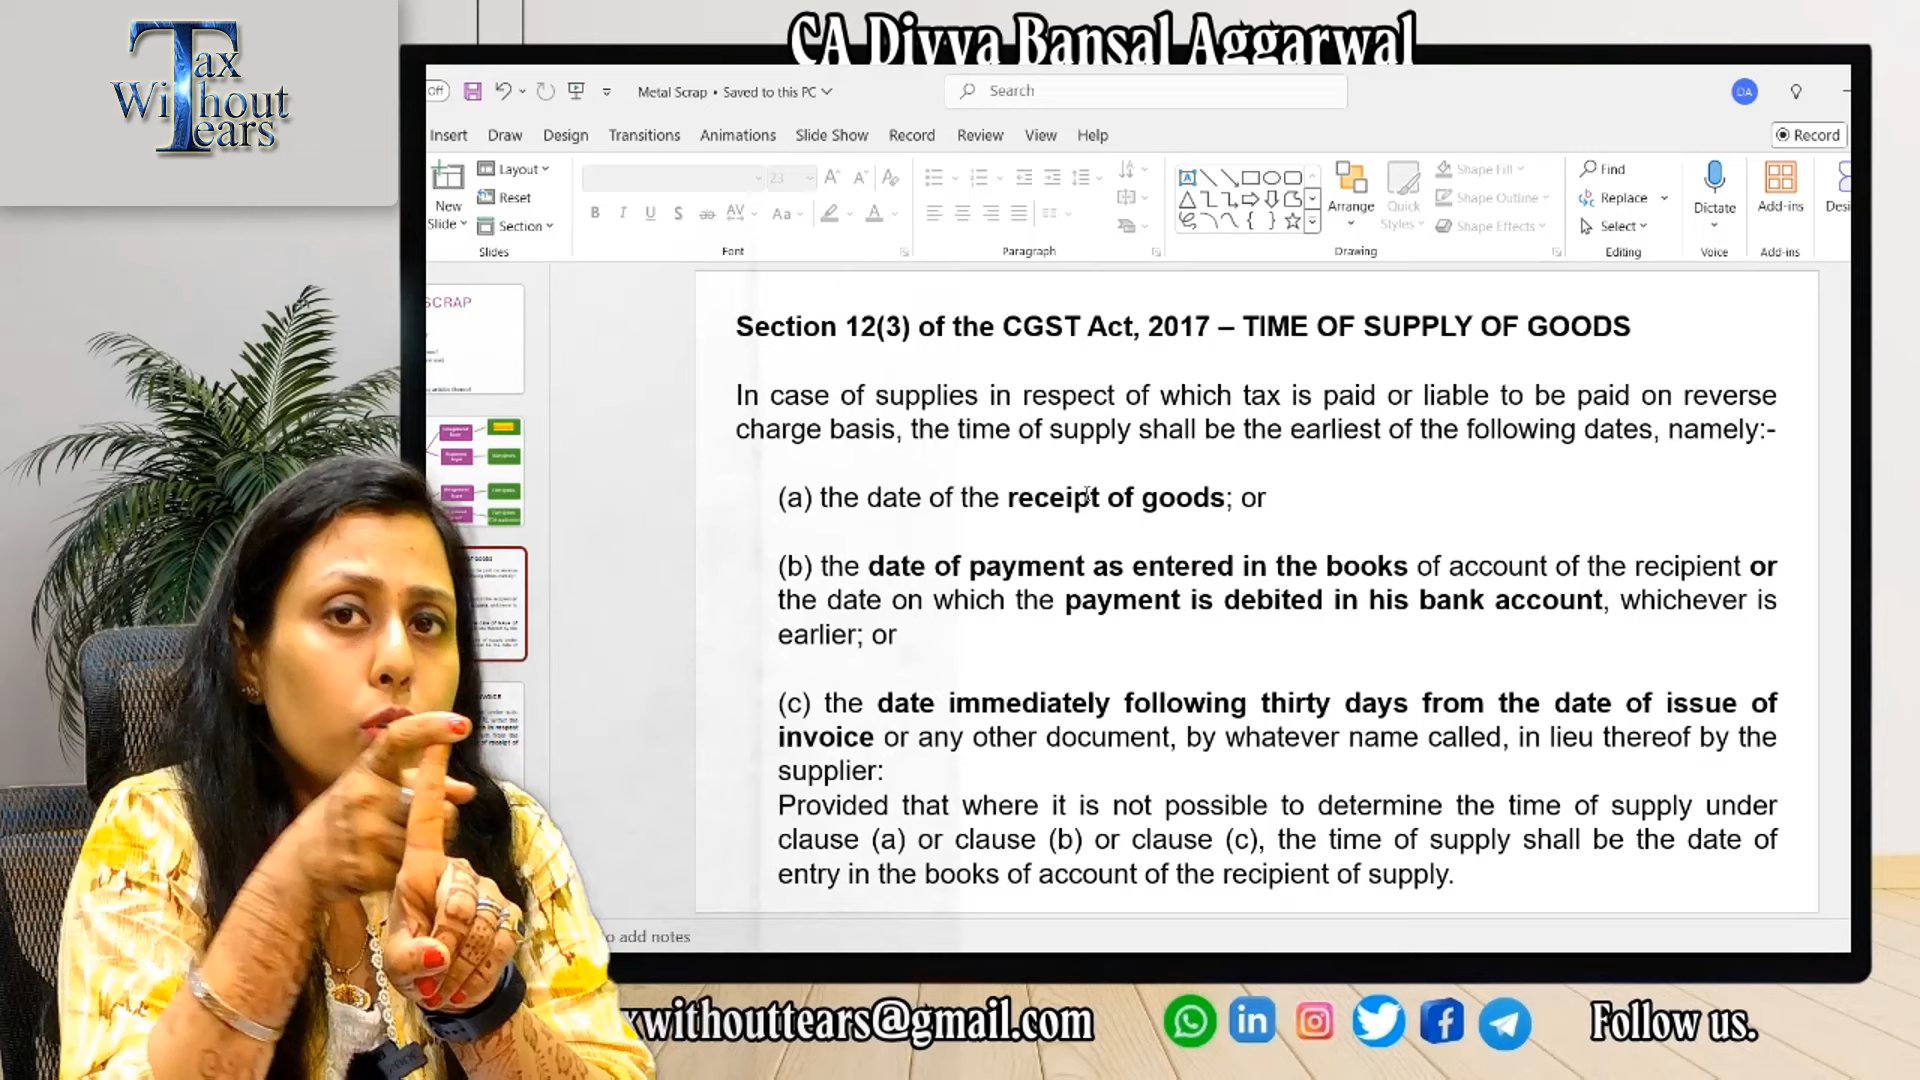 Tax
Without
Tears
CA Divya Bansal Aggarwal
Off
Metal Scrap • Saved to this PC
Search
DA
Insert Draw Design Transitions Animations Slide Show Record Review View Help
Record
New
Slide
Layout
Reset
Section
Slides
23
B I U S ab AV Aa A
Font
Paragraph
Arrange
Quick
Styles
Shape Fill
Shape Outline
Shape Effects
Drawing
Find
Replace
Select
Editing
Dictate
Voice
Add-ins
Add-ins
Desi
SCRAP
Section 12(3) of the CGST Act, 2017 – TIME OF SUPPLY OF GOODS
In case of supplies in respect of which tax is paid or liable to be paid on reverse
charge basis, the time of supply shall be the earliest of the following dates, namely:-
(a) the date of the receipt of goods; or
(b) the date of payment as entered in the books of account of the recipient or
the date on which the payment is debited in his bank account, whichever is
earlier; or
(c) the date immediately following thirty days from the date of issue of
invoice or any other document, by whatever name called, in lieu thereof by the
supplier:
Provided that where it is not possible to determine the time of supply under
clause (a) or clause (b) or clause (c), the time of supply shall be the date of
entry in the books of account of the recipient of supply.
to add notes
xwithouttears@gmail.com
in
f
Follow us.